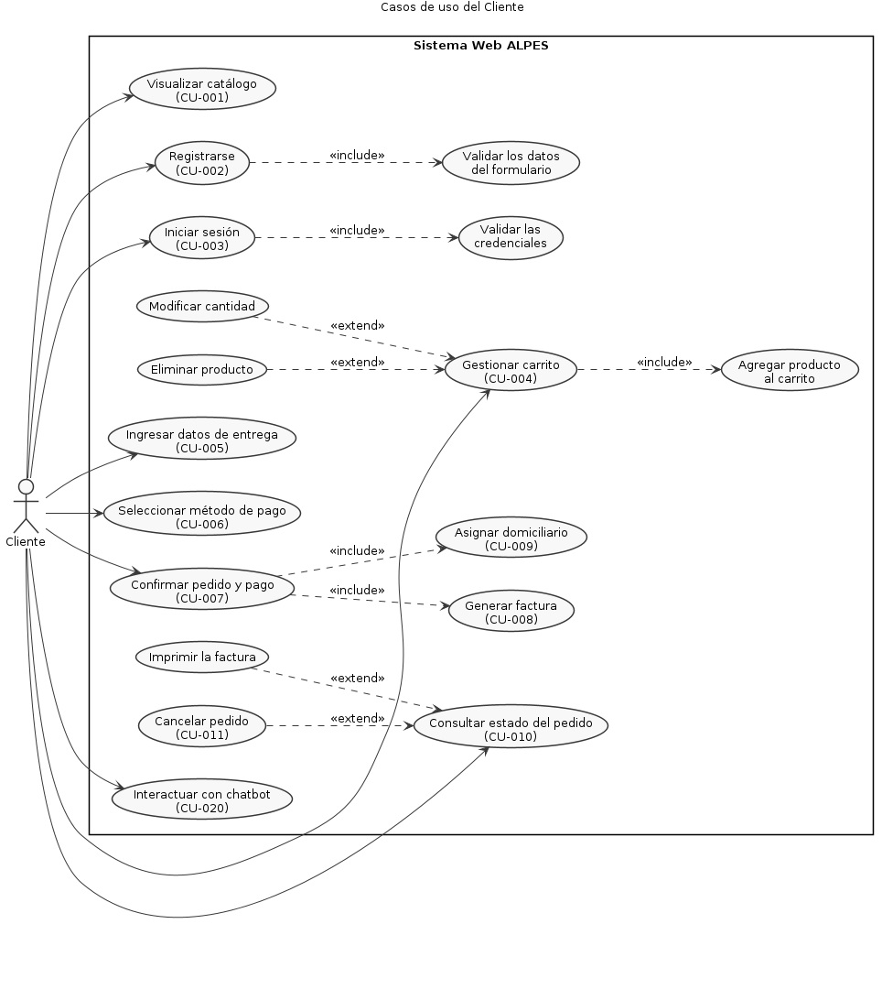 Casos de uso del Cliente
Sistema Web ALPES
Visualizar catálogo
(CU-001)
Registrarse
(CU-002)
«include»
Validar los datos
del formulario
Iniciar sesión
(CU-003)
«include»
Validar las
credenciales
Modificar cantidad
«extend»
Eliminar producto
«extend»
Gestionar carrito
(CU-004)
«include»
Agregar producto
al carrito
Ingresar datos de entrega
(CU-005)
Seleccionar método de pago
(CU-006)
Cliente
Asignar domiciliario
(CU-009)
«include»
Confirmar pedido y pago
(CU-007)
«include»
Generar factura
(CU-008)
Imprimir la factura
«extend»
Cancelar pedido
(CU-011)
«extend»
Consultar estado del pedido
(CU-010)
Interactuar con chatbot
(CU-020)